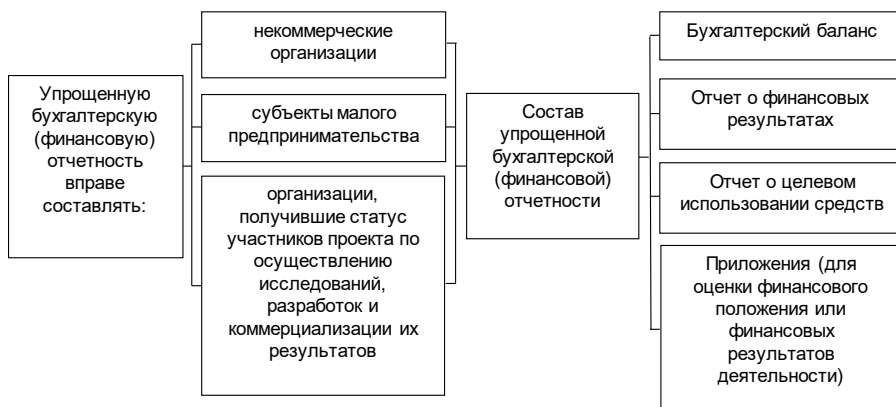 Упрощенную
бухгалтерскую
(финансовую)
отчетность
вправе
составлять:
некоммерческие
организации
субъекты малого
предпринимательства
организации,
получившие статус
участников проекта по
осуществлению
исследований,
разработок и
коммерциализации их
результатов
Состав
упрощенной
бухгалтерской
(финансовой)
отчетности
Бухгалтерский баланс
Отчет о финансовых
результатах
Отчет о целевом
использовании средств
Приложения (для
оценки финансового
положения или
финансовых
результатов
деятельности)